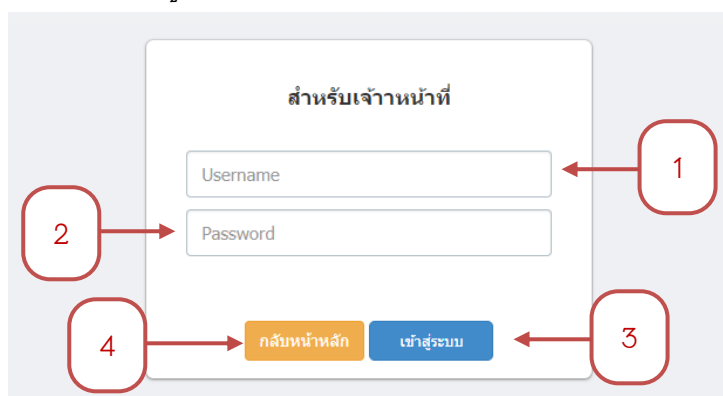 สำหรับเจ้าาหน้าที่
Username
1
Password
2
กลับหน้าหลัก
เข้าสู่ระบบ
3
4